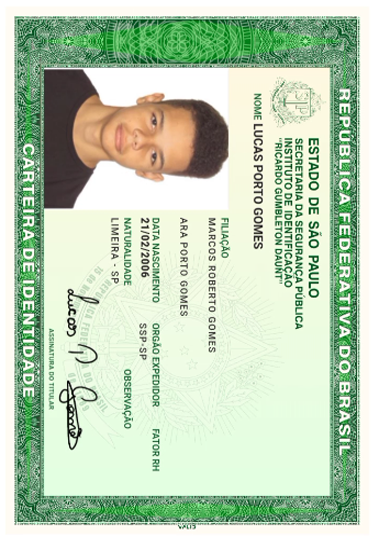 REPÚBLICA FEDERATIVA DO BRASIL
ESTADO DE SÃO PAULO
SECRETARIA DA SEGURANÇA PÚBLICA
INSTITUTO DE IDENTIFICAÇÃO
"RICARDO GUMBLETON DAUNT"
NOME LUCAS PORTO GOMES
FILIAÇÃO
MARCOS ROBERTO GOMES
ARA PORTO GOMES
DATA NASCIMENTO ORGÃO EXPEDIDOR FATOR RH
21/02/2006 SSP-SP
NATURALIDADE OBSERVAÇÃO
LIMEIRA - SP
Lucas P. Gomes
ASSINATURA DO TITULAR
CARTEIRA DE IDENTIDADE